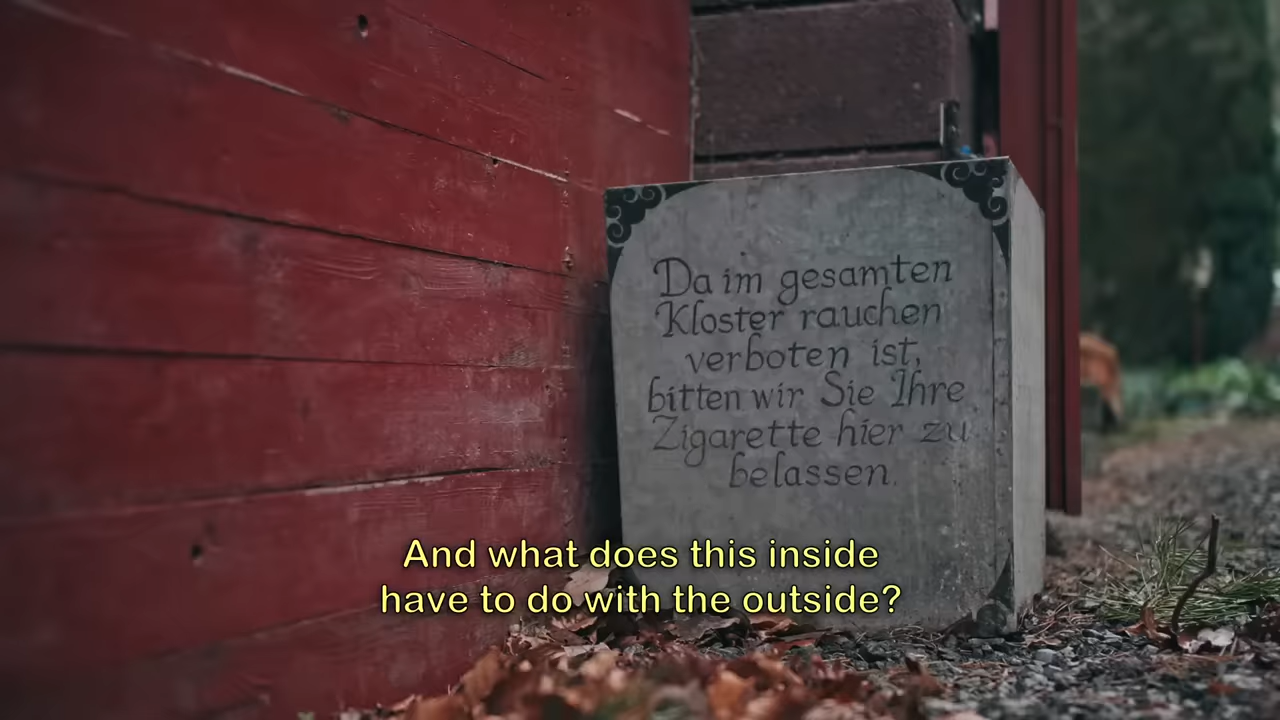 Da im gesamten
Kloster rauchen
verboten ist,
bitten wir Sie Ihre
Zigarette hier zu
belassen.
And what does this inside
have to do with the outside?